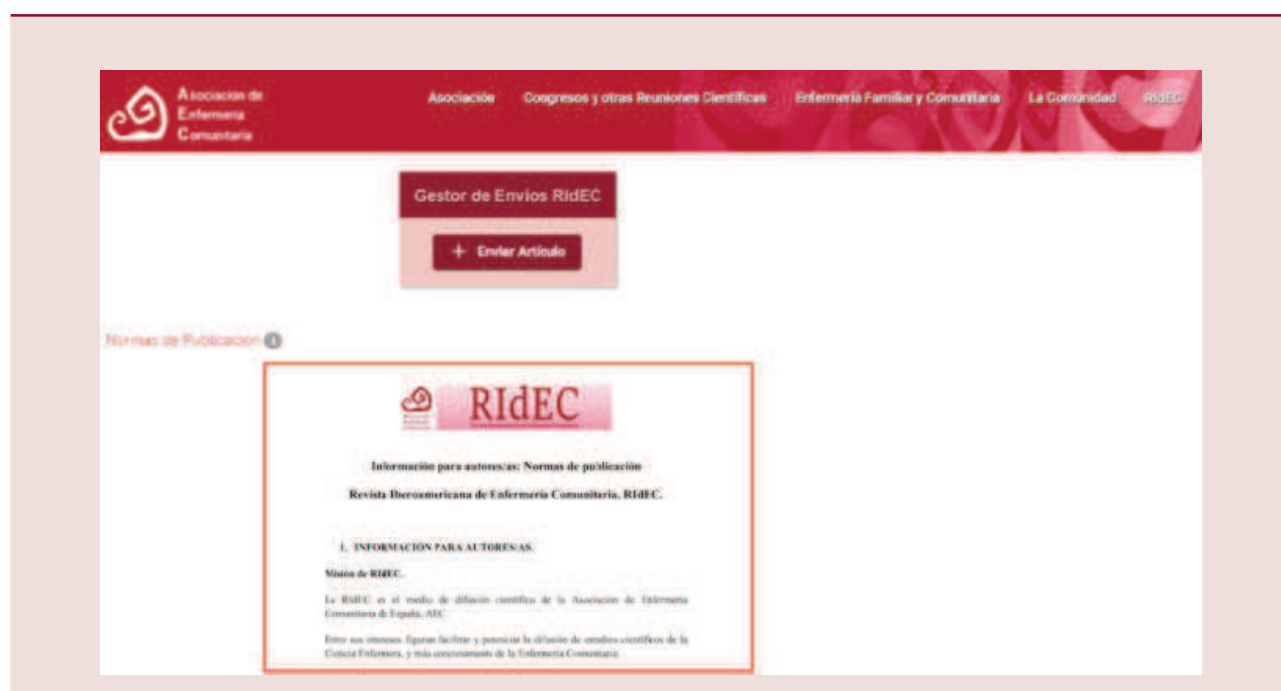 Asociación de
Enfermería
Comunitaria
Asociación Congresos y otras Reuniones Científicas Enfermería Familiar y Comunitaria La Comunidad RIdEC
Gestor de Envíos RIdEC
+ Enviar Artículo
Normas de Publicación
RIdEC
Información para autores/as: Normas de publicación
Revista Iberoamericana de Enfermería Comunitaria, RIdEC.
1. INFORMACIÓN PARA AUTORES/AS.
Misión de RIdEC.
La RIdEC es el medio de difusión científico de la Asociación de Enfermería
Comunitaria de España, AEC
Entre sus intereses figuran facilitar y potenciar la difusión de estudios científicos de la
Ciencia Enfermera, y más concretamente de la Enfermería Comunitaria.